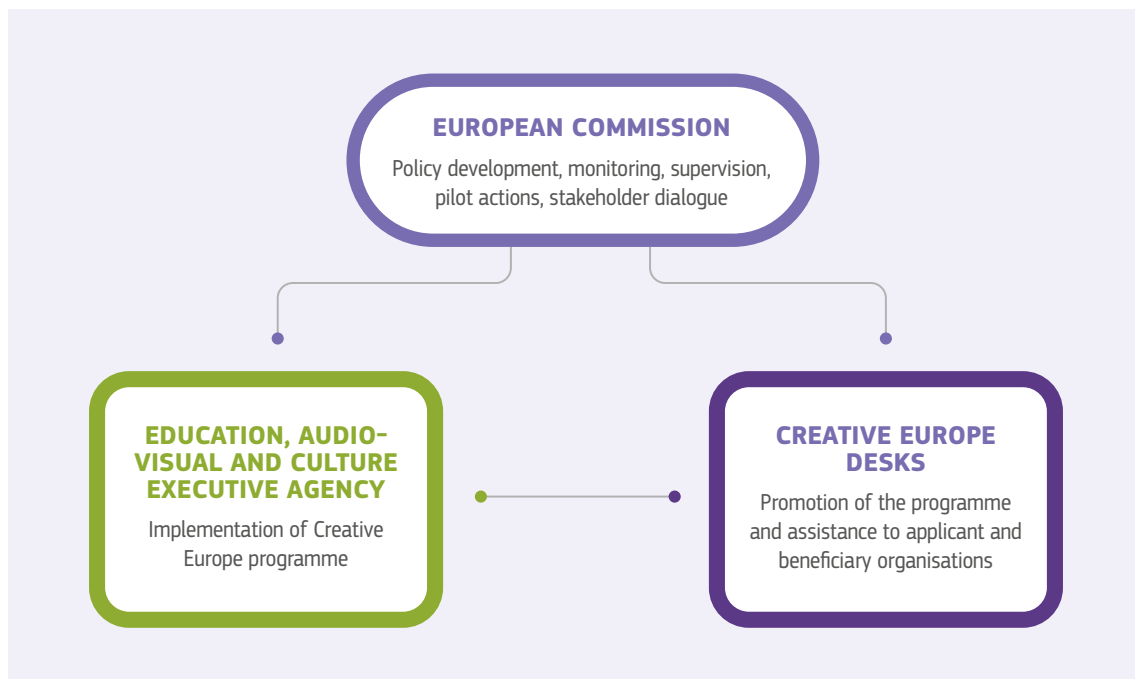 EUROPEAN COMMISSION
Policy development, monitoring, supervision,
pilot actions, stakeholder dialogue
EDUCATION, AUDIO-
VISUAL AND CULTURE
EXECUTIVE AGENCY
Implementation of Creative
Europe programme
CREATIVE EUROPE
DESKS
Promotion of the programme
and assistance to applicant and
beneficiary organisations